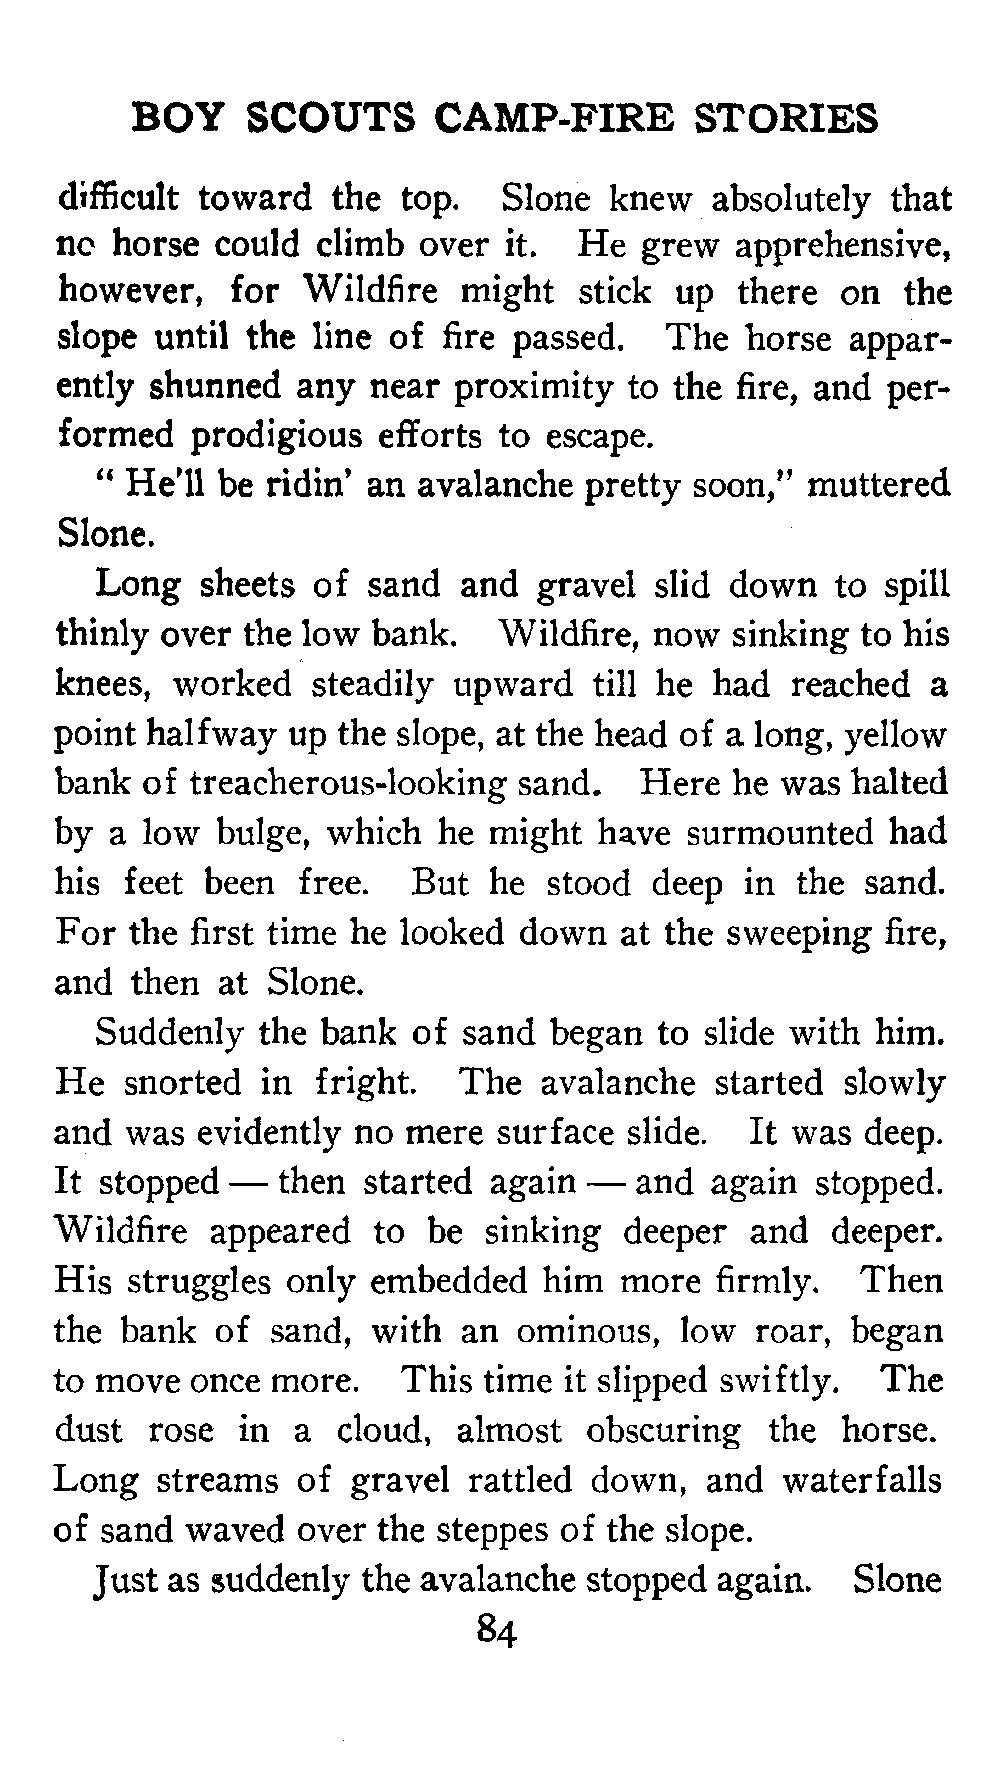 BOY SCOUTS CAMP-FIRE STORIES
difficult toward the top. Slone knew absolutely that
no horse could climb over it. He grew apprehensive,
however, for Wildfire might stick up there on the
slope until the line of fire passed. The horse appar-
ently shunned any near proximity to the fire, and per-
formed prodigious efforts to escape.
“ He'll be ridin' an avalanche pretty soon,” muttered
Slone.
Long sheets of sand and gravel slid down to spill
thinly over the low bank. Wildfire, now sinking to his
knees, worked steadily upward till he had reached a
point halfway up the slope, at the head of a long, yellow
bank of treacherous-looking sand. Here he was halted
by a low bulge, which he might have surmounted had
his feet been free. But he stood deep in the sand.
For the first time he looked down at the sweeping fire,
and then at Slone.
Suddenly the bank of sand began to slide with him.
He snorted in fright. The avalanche started slowly
and was evidently no mere surface slide. It was deep.
It stopped — then started again — and again stopped.
Wildfire appeared to be sinking deeper and deeper.
His struggles only embedded him more firmly. Then
the bank of sand, with an ominous, low roar, began
to move once more. This time it slipped swiftly. The
dust rose in a cloud, almost obscuring the horse.
Long streams of gravel rattled down, and waterfalls
of sand waved over the steppes of the slope.
Just as suddenly the avalanche stopped again. Slone
84